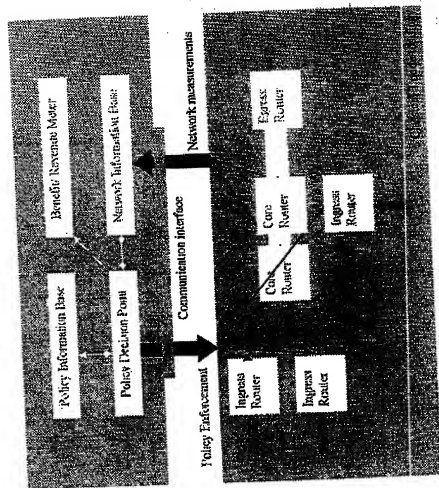 Policy Information Base
Benefit/ Revenue Meter
Policy Decision Point
Network Information Base
Policy Enforcement
Communication interface
Network measurements
Ingress
Router
Core
Router
Core
Router
Egress
Router
Ingress
Router
Ingress
Router